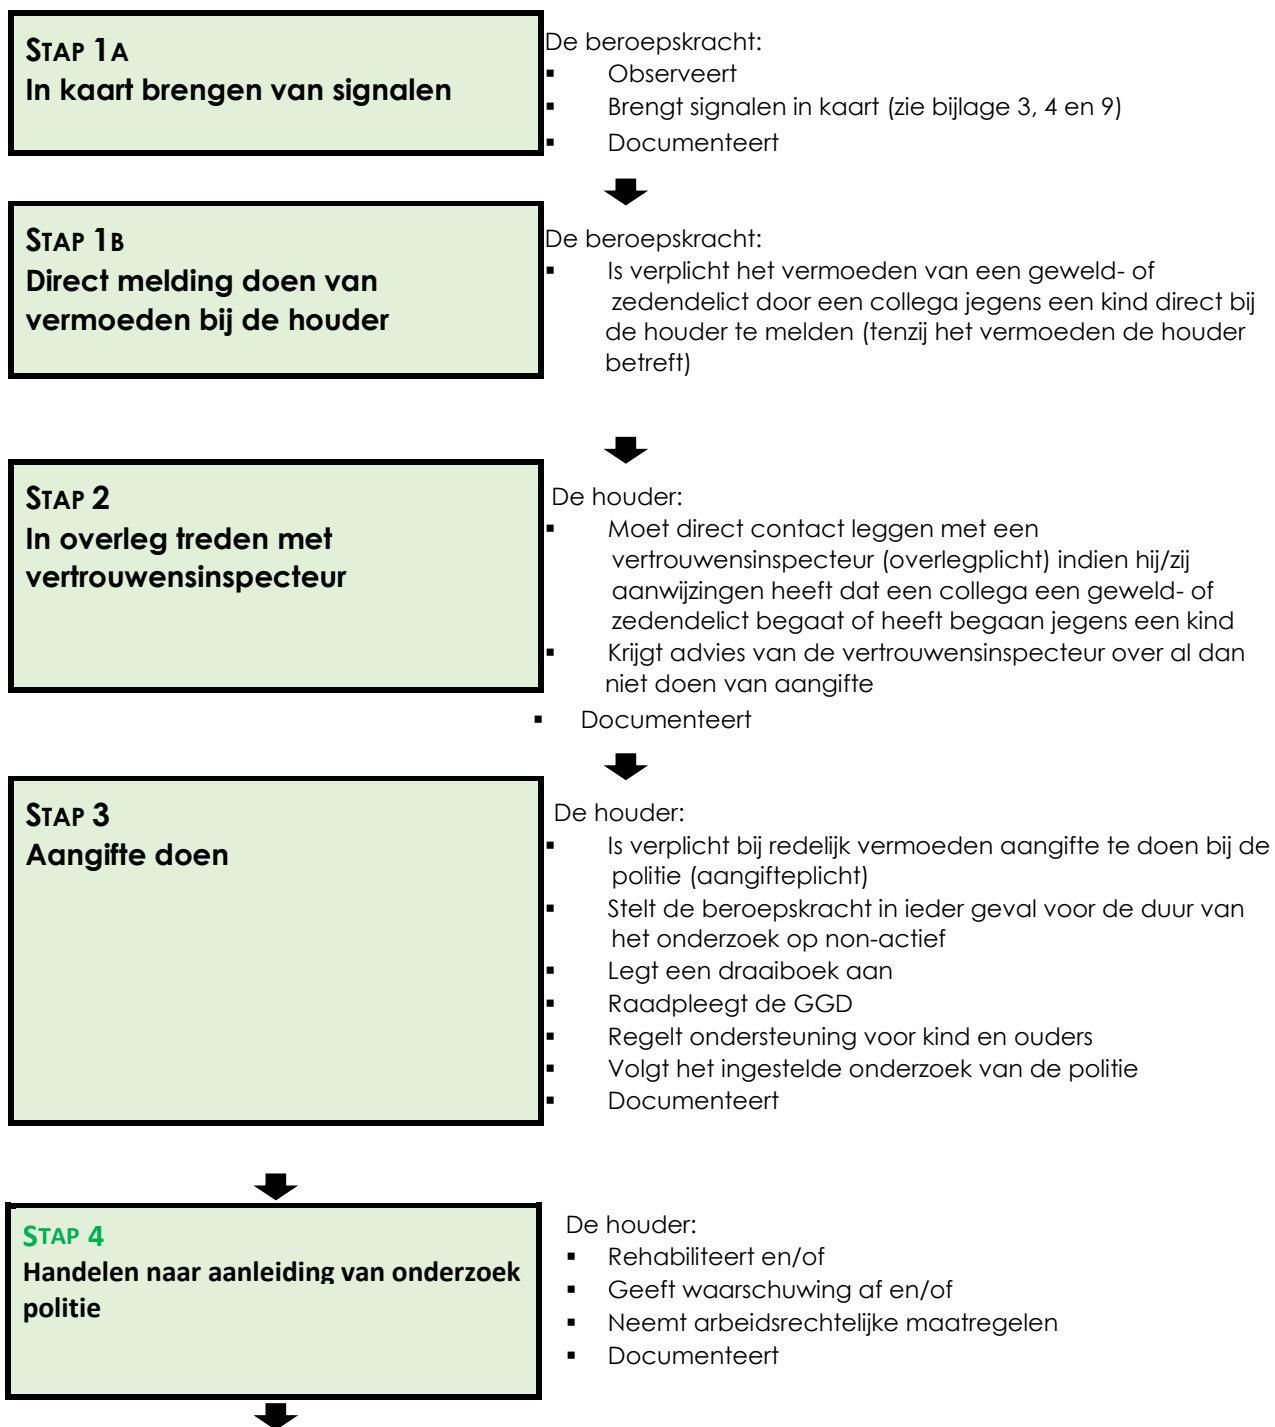 STAP 1A
In kaart brengen van signalen
De beroepskracht:
▪ Observeert
▪ Brengt signalen in kaart (zie bijlage 3, 4 en 9)
▪ Documenteert
STAP 1B
Direct melding doen van
vermoeden bij de houder
De beroepskracht:
▪ Is verplicht het vermoeden van een geweld- of
zedendelict door een collega jegens een kind direct bij
de houder te melden (tenzij het vermoeden de houder
betreft)
STAP 2
In overleg treden met
vertrouwensinspecteur
De houder:
▪ Moet direct contact leggen met een
vertrouwensinspecteur (overlegplicht) indien hij/zij
aanwijzingen heeft dat een collega een geweld- of
zedendelict begaat of heeft begaan jegens een kind
▪ Krijgt advies van de vertrouwensinspecteur over al dan
niet doen van aangifte
▪ Documenteert
STAP 3
Aangifte doen
De houder:
▪ Is verplicht bij redelijk vermoeden aangifte te doen bij de
politie (aangifteplicht)
▪ Stelt de beroepskracht in ieder geval voor de duur van
het onderzoek op non-actief
▪ Legt een draaiboek aan
▪ Raadpleegt de GGD
▪ Regelt ondersteuning voor kind en ouders
▪ Volgt het ingestelde onderzoek van de politie
▪ Documenteert
STAP 4
Handelen naar aanleiding van onderzoek
politie
De houder:
▪ Rehabiliteert en/of
▪ Geeft waarschuwing af en/of
▪ Neemt arbeidsrechtelijke maatregelen
▪ Documenteert